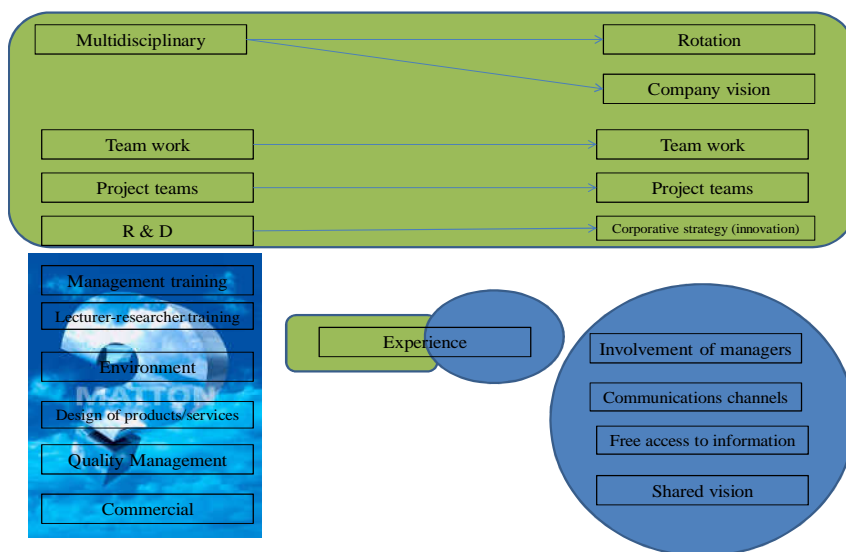 Multidisciplinary
Rotation
Company vision
Team work
Team work
Project teams
Project teams
R & D
Corporative strategy (innovation)
Management training
Lecturer-researcher training
Environment
MATTON
Design of products/services
Quality Management
Commercial
Experience
Involvement of managers
Communications channels
Free access to information
Shared vision